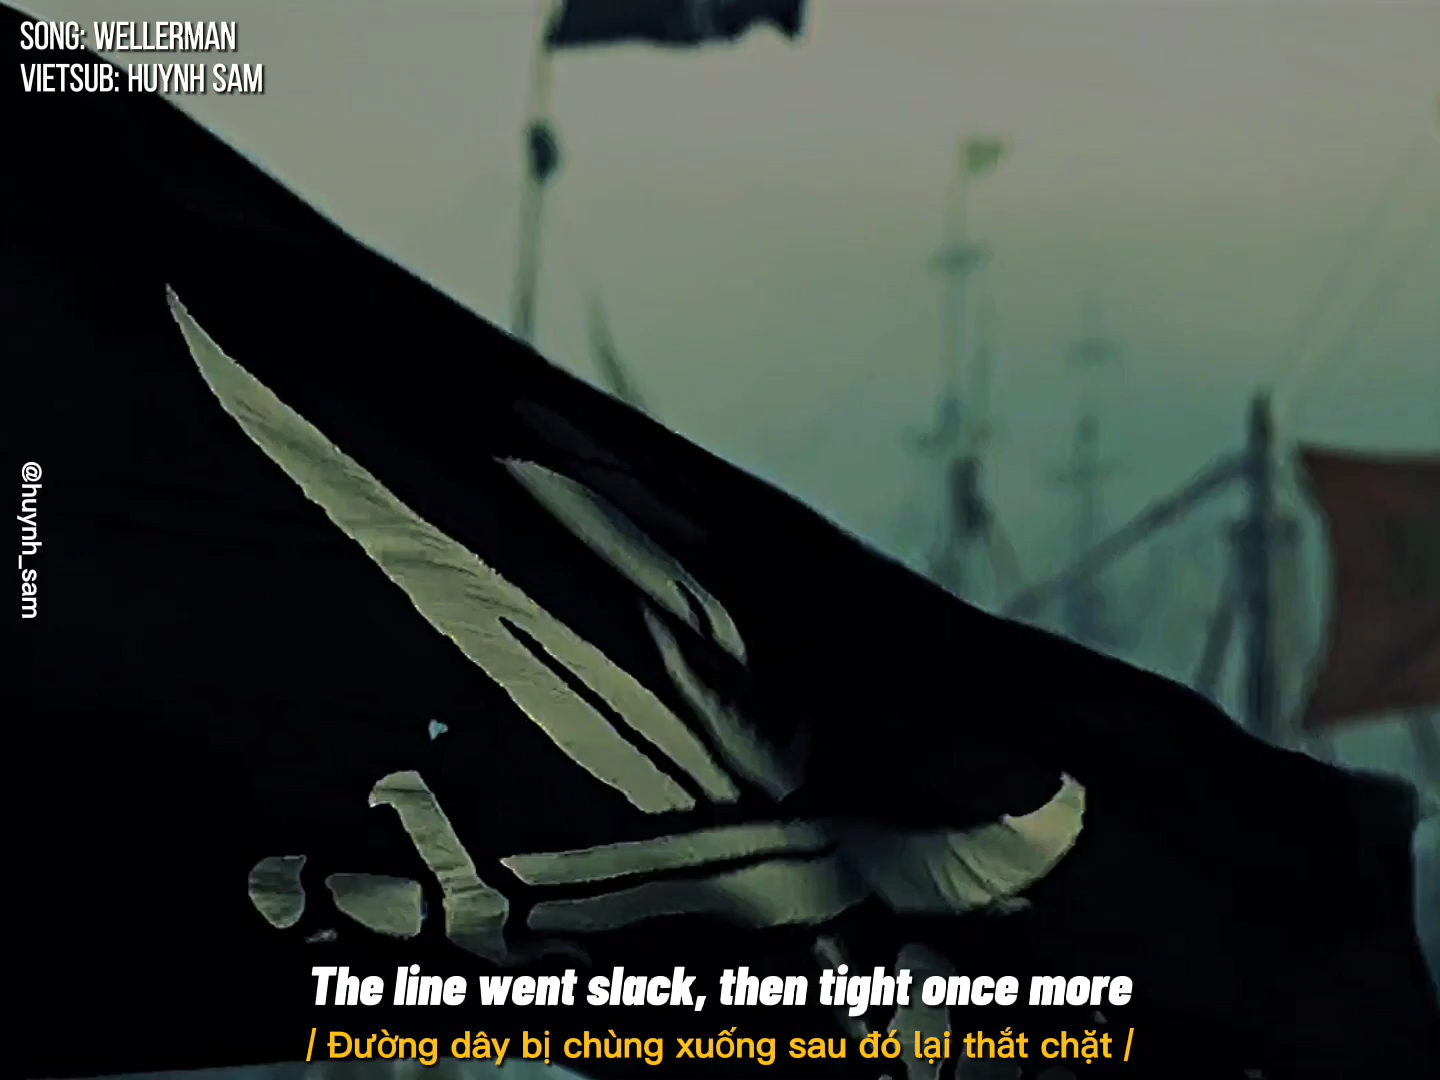 SONG: WELLERMAN
VIETSUB: HUYNH SAM
@huynh_sam
The line went slack, then tight once more
/ Đường dây bị chùng xuống sau đó lại thắt chặt /